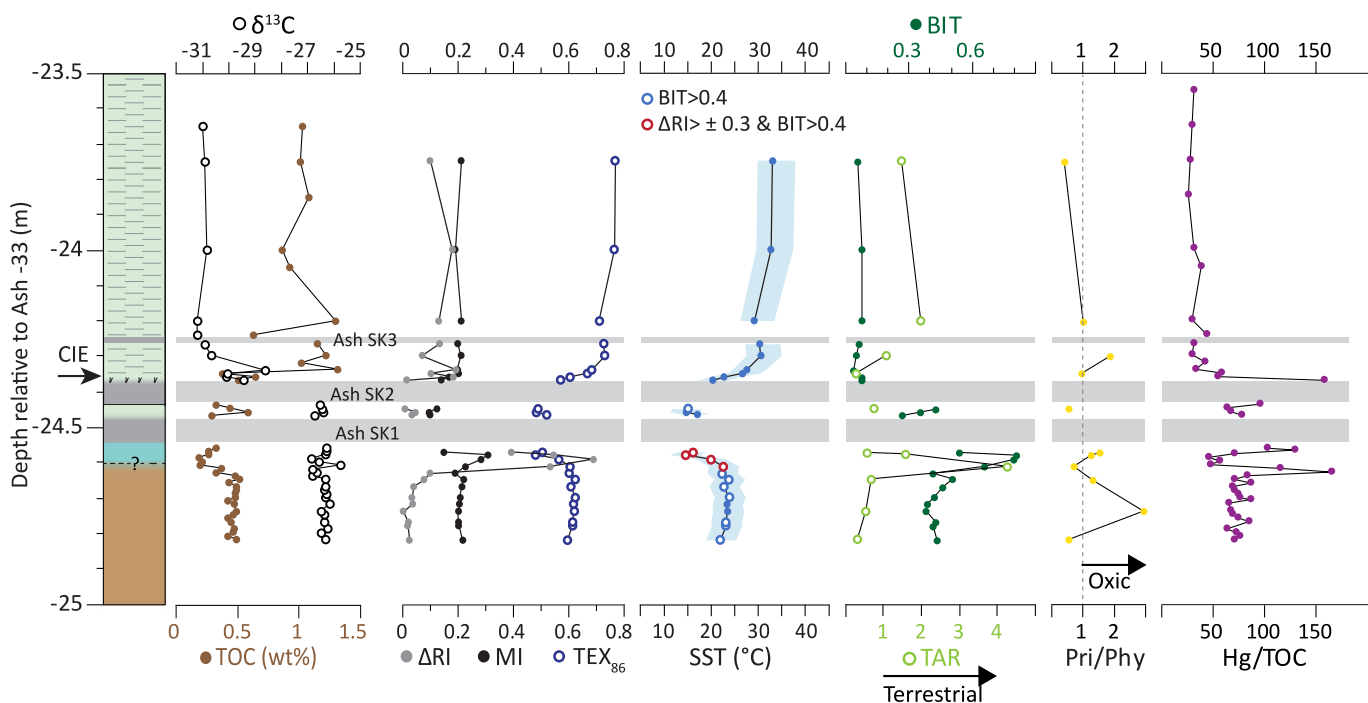 δ13C
BIT
-31 -29 -27 -25
0 0.2 0.4 0.6 0.8
10 20 30 40
0.3 0.6
1 2
50 100 150
-23.5
BIT>0.4
ΔRI> ± 0.3 & BIT>0.4
-24
Ash SK3
CIE
Ash SK2
-24.5
Ash SK1
?
Oxic
-25
Depth relative to Ash -33 (m)
0 0.5 1 1.5
0 0.2 0.4 0.6 0.8
10 20 30 40
1 2 3 4
1 2
50 100 150
TOC (wt%)
ΔRI MI TEX86
SST (°C)
TAR
Pri/Phy
Hg/TOC
Terrestrial